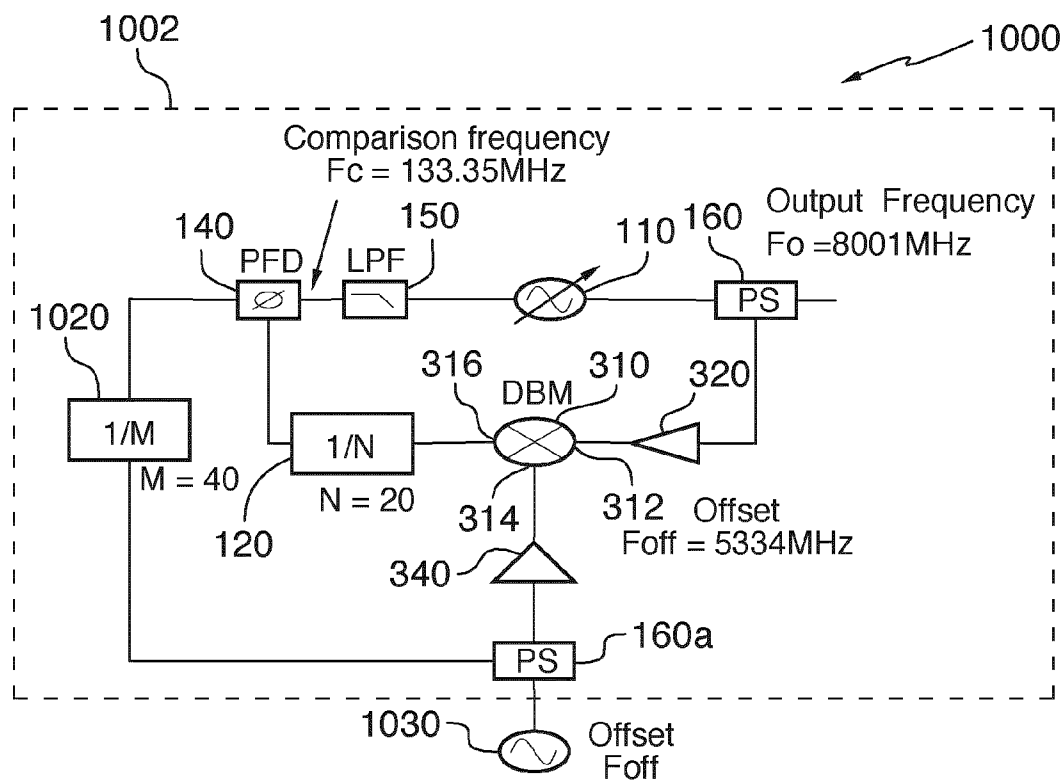 1002
1000
Comparison frequency
Fc = 133.35MHz
140
150
110
160
Output Frequency
Fo =8001MHz
PFD
LPF
PS
1020
316
DBM
310
320
1/M
1/N
M = 40
N = 20
120
314
312
Offset
Foff = 5334MHz
340
PS
160a
1030
Offset
Foff